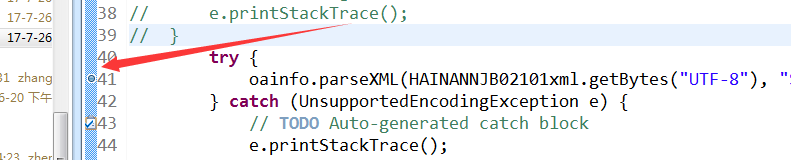 17-7-26
17-7-26
17-7-26
31 zhang
6-20 下午
4:23 zher
38 // e.printStackTrace();
39 // }
40 try {
41 oainfo.parseXML(HAINANNJB02101xml.getBytes("UTF-8"), "
42 } catch (UnsupportedEncodingException e) {
43 // TODO Auto-generated catch block
44 e.printStackTrace();